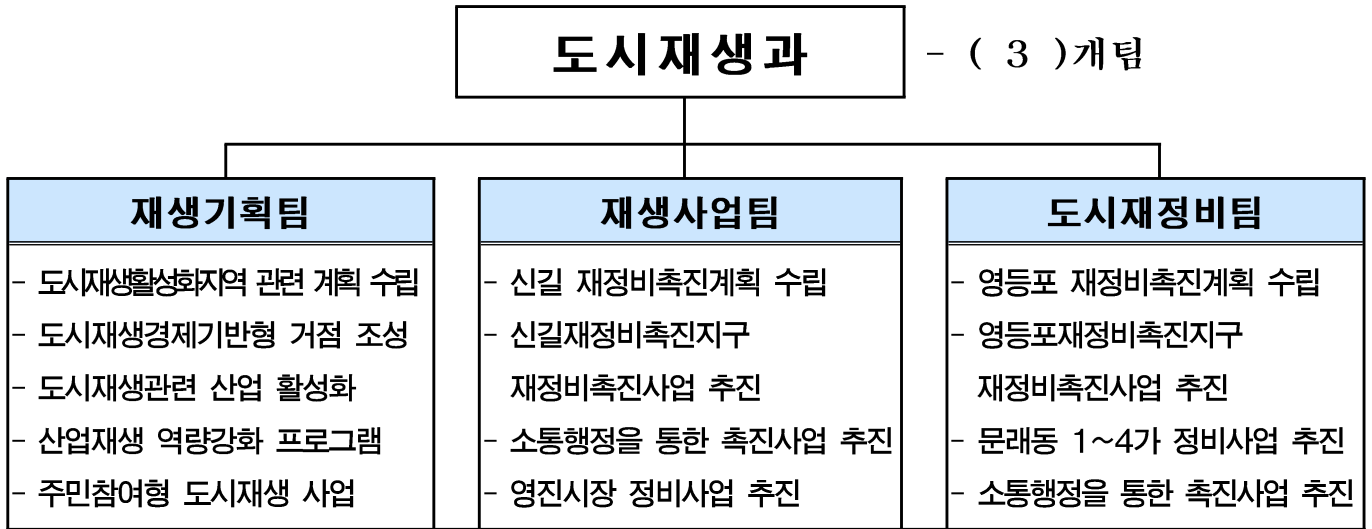 도시재생과
- ( 3 )개팀
재생기획팀
- 도시재생활성화지역 관련 계획 수립
- 도시재생경제기반형 거점 조성
- 도시재생관련 산업 활성화
- 산업재생 역량강화 프로그램
- 주민참여형 도시재생 사업
재생사업팀
- 신길 재정비촉진계획 수립
- 신길재정비촉진지구
재정비촉진사업 추진
- 소통행정을 통한 촉진사업 추진
- 영진시장 정비사업 추진
도시재정비팀
- 영등포 재정비촉진계획 수립
- 영등포재정비촉진지구
재정비촉진사업 추진
- 문래동 1~4가 정비사업 추진
- 소통행정을 통한 촉진사업 추진